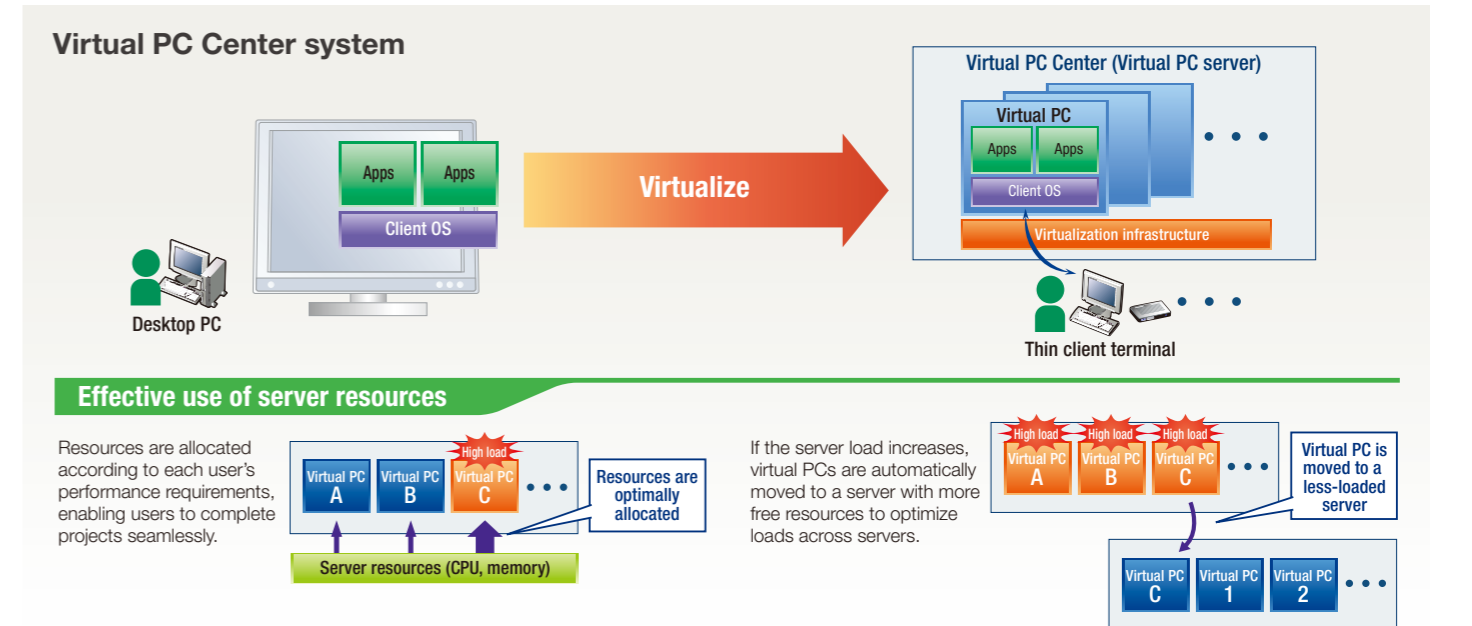 Virtual PC Center system
Apps
Apps
Client OS
Desktop PC
Virtualize
Virtual PC Center (Virtual PC server)
Virtual PC
Apps
Apps
Client OS
Virtualization infrastructure
Thin client terminal
Effective use of server resources
Resources are allocated
according to each user's
performance requirements,
enabling users to complete
projects seamlessly.
High load
Virtual PC
A
Virtual PC
B
Virtual PC
C
Resources are
optimally
allocated
Server resources (CPU, memory)
If the server load increases,
virtual PCs are automatically
moved to a server with more
free resources to optimize
loads across servers.
High load
High load
High load
Virtual PC
A
Virtual PC
B
Virtual PC
C
Virtual PC is
moved to a
less-loaded
server
Virtual PC
C
Virtual PC
1
Virtual PC
2